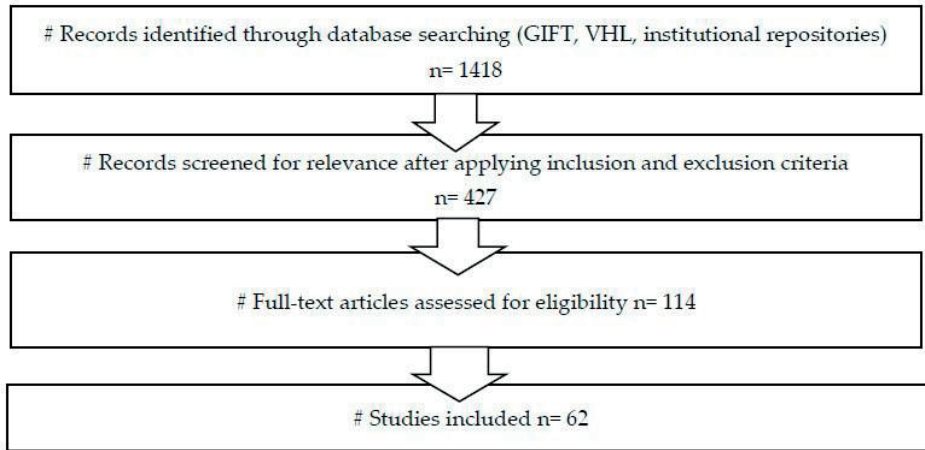 # Records identified through database searching (GIFT, VHL, institutional repositories)
n= 1418
# Records screened for relevance after applying inclusion and exclusion criteria
n= 427
# Full-text articles assessed for eligibility n= 114
# Studies included n= 62